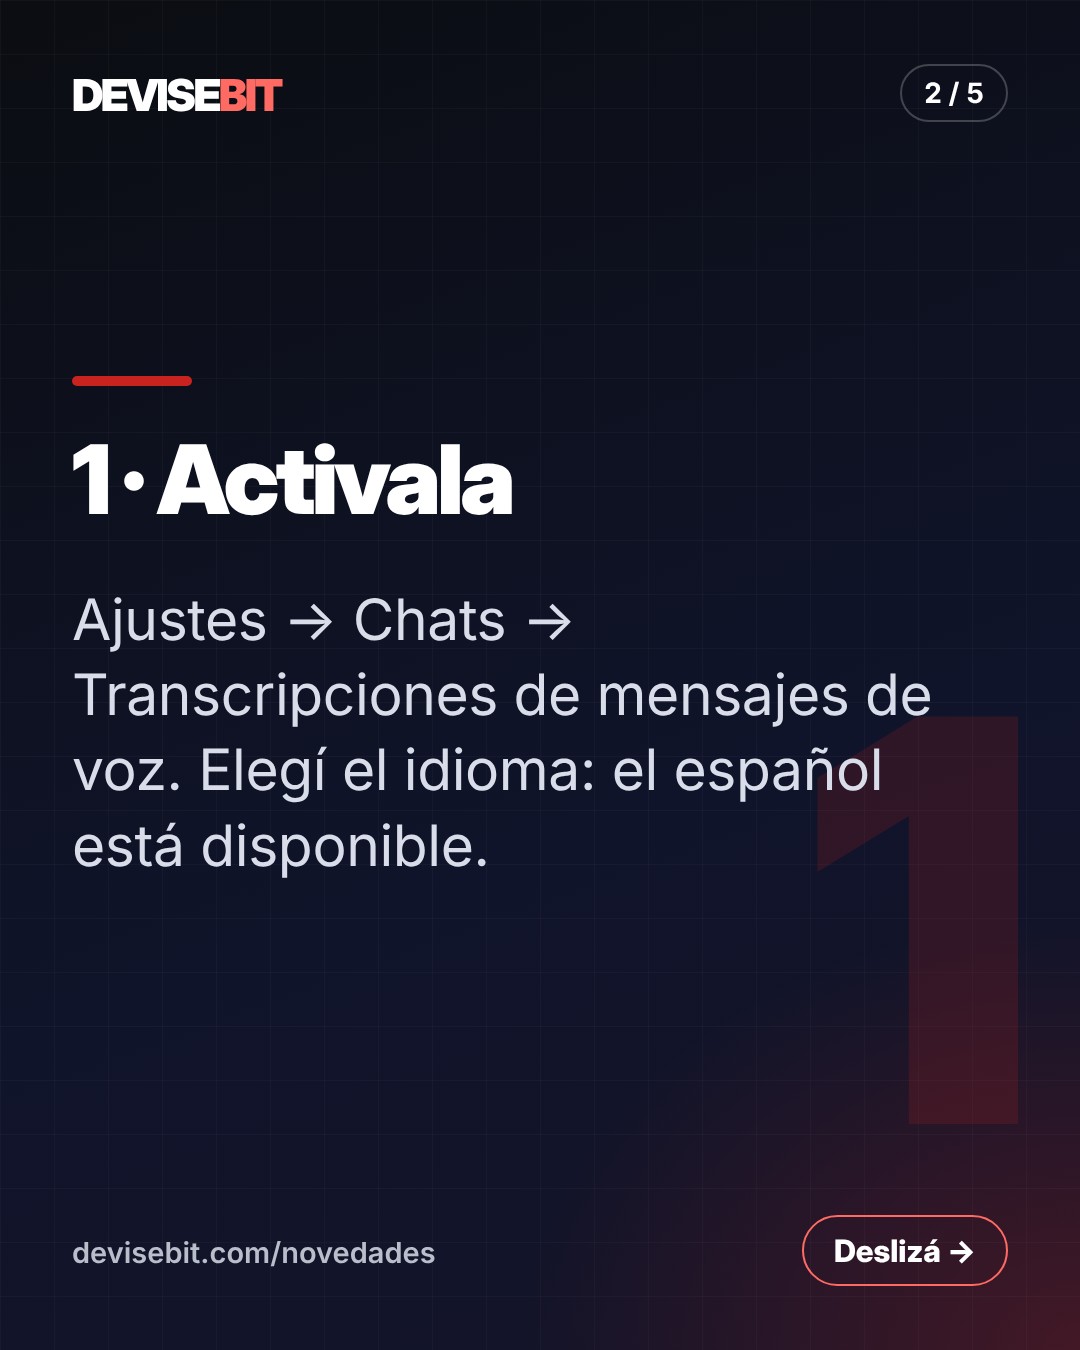 DEVISEBIT
2 / 5
1 · Activala
Ajustes → Chats →
Transcripciones de mensajes de
voz. Elegí el idioma: el español
está disponible.
1
devisebit.com/novedades
Deslizá →